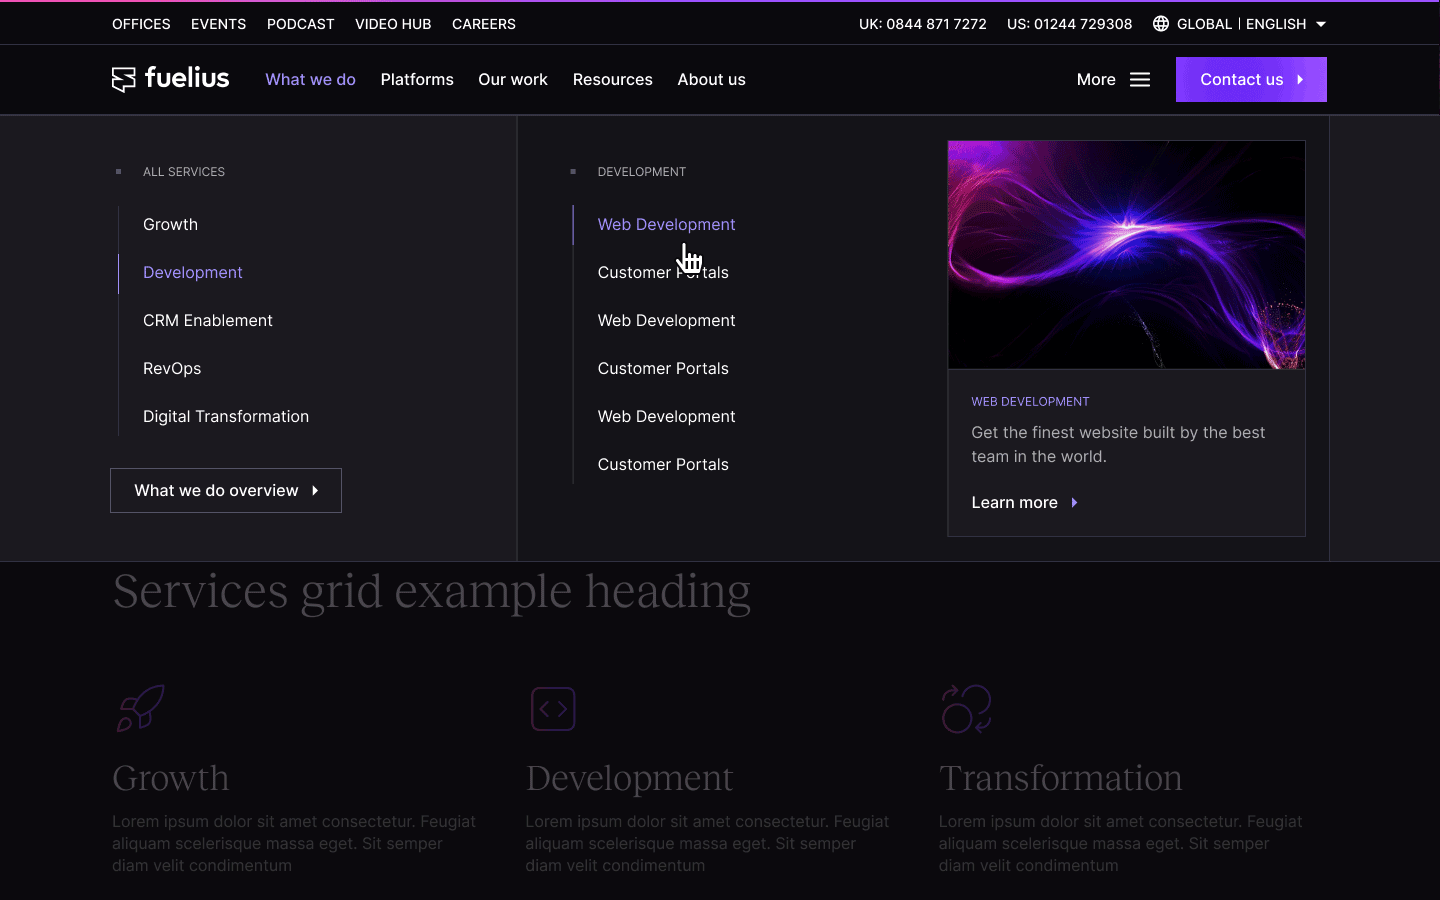 OFFICES EVENTS PODCAST VIDEO HUB CAREERS UK: 0844 871 7272 US: 01244 729308 GLOBAL | ENGLISH
fuelius What we do Platforms Our work Resources About us More Contact us
ALL SERVICES
Growth
Development
CRM Enablement
RevOps
Digital Transformation
What we do overview
DEVELOPMENT
Web Development
Customer Portals
Web Development
Customer Portals
Web Development
Customer Portals
WEB DEVELOPMENT
Get the finest website built by the best
team in the world.
Learn more
Services grid example heading
Growth
Lorem ipsum dolor sit amet consectetur. Feugiat
aliquam scelerisque massa eget. Sit semper
diam velit condimentum
Development
Lorem ipsum dolor sit amet consectetur. Feugiat
aliquam scelerisque massa eget. Sit semper
diam velit condimentum
Transformation
Lorem ipsum dolor sit amet consectetur. Feugiat
aliquam scelerisque massa eget. Sit semper
diam velit condimentum